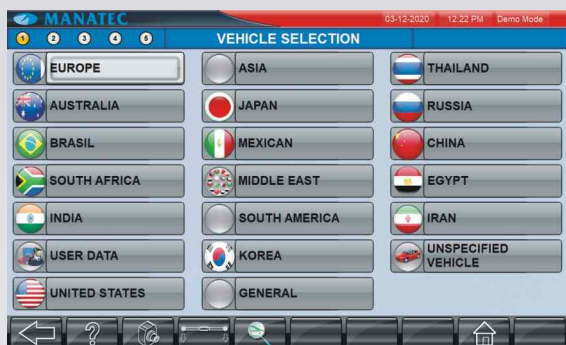 MANATEC
03-12-2020 12:22 PM Demo Mode
1 2 3 4 5
VEHICLE SELECTION
EUROPE
ASIA
THAILAND
AUSTRALIA
JAPAN
RUSSIA
BRASIL
MEXICAN
CHINA
SOUTH AFRICA
MIDDLE EAST
EGYPT
INDIA
SOUTH AMERICA
IRAN
USER DATA
KOREA
UNSPECIFIED
VEHICLE
UNITED STATES
GENERAL
?